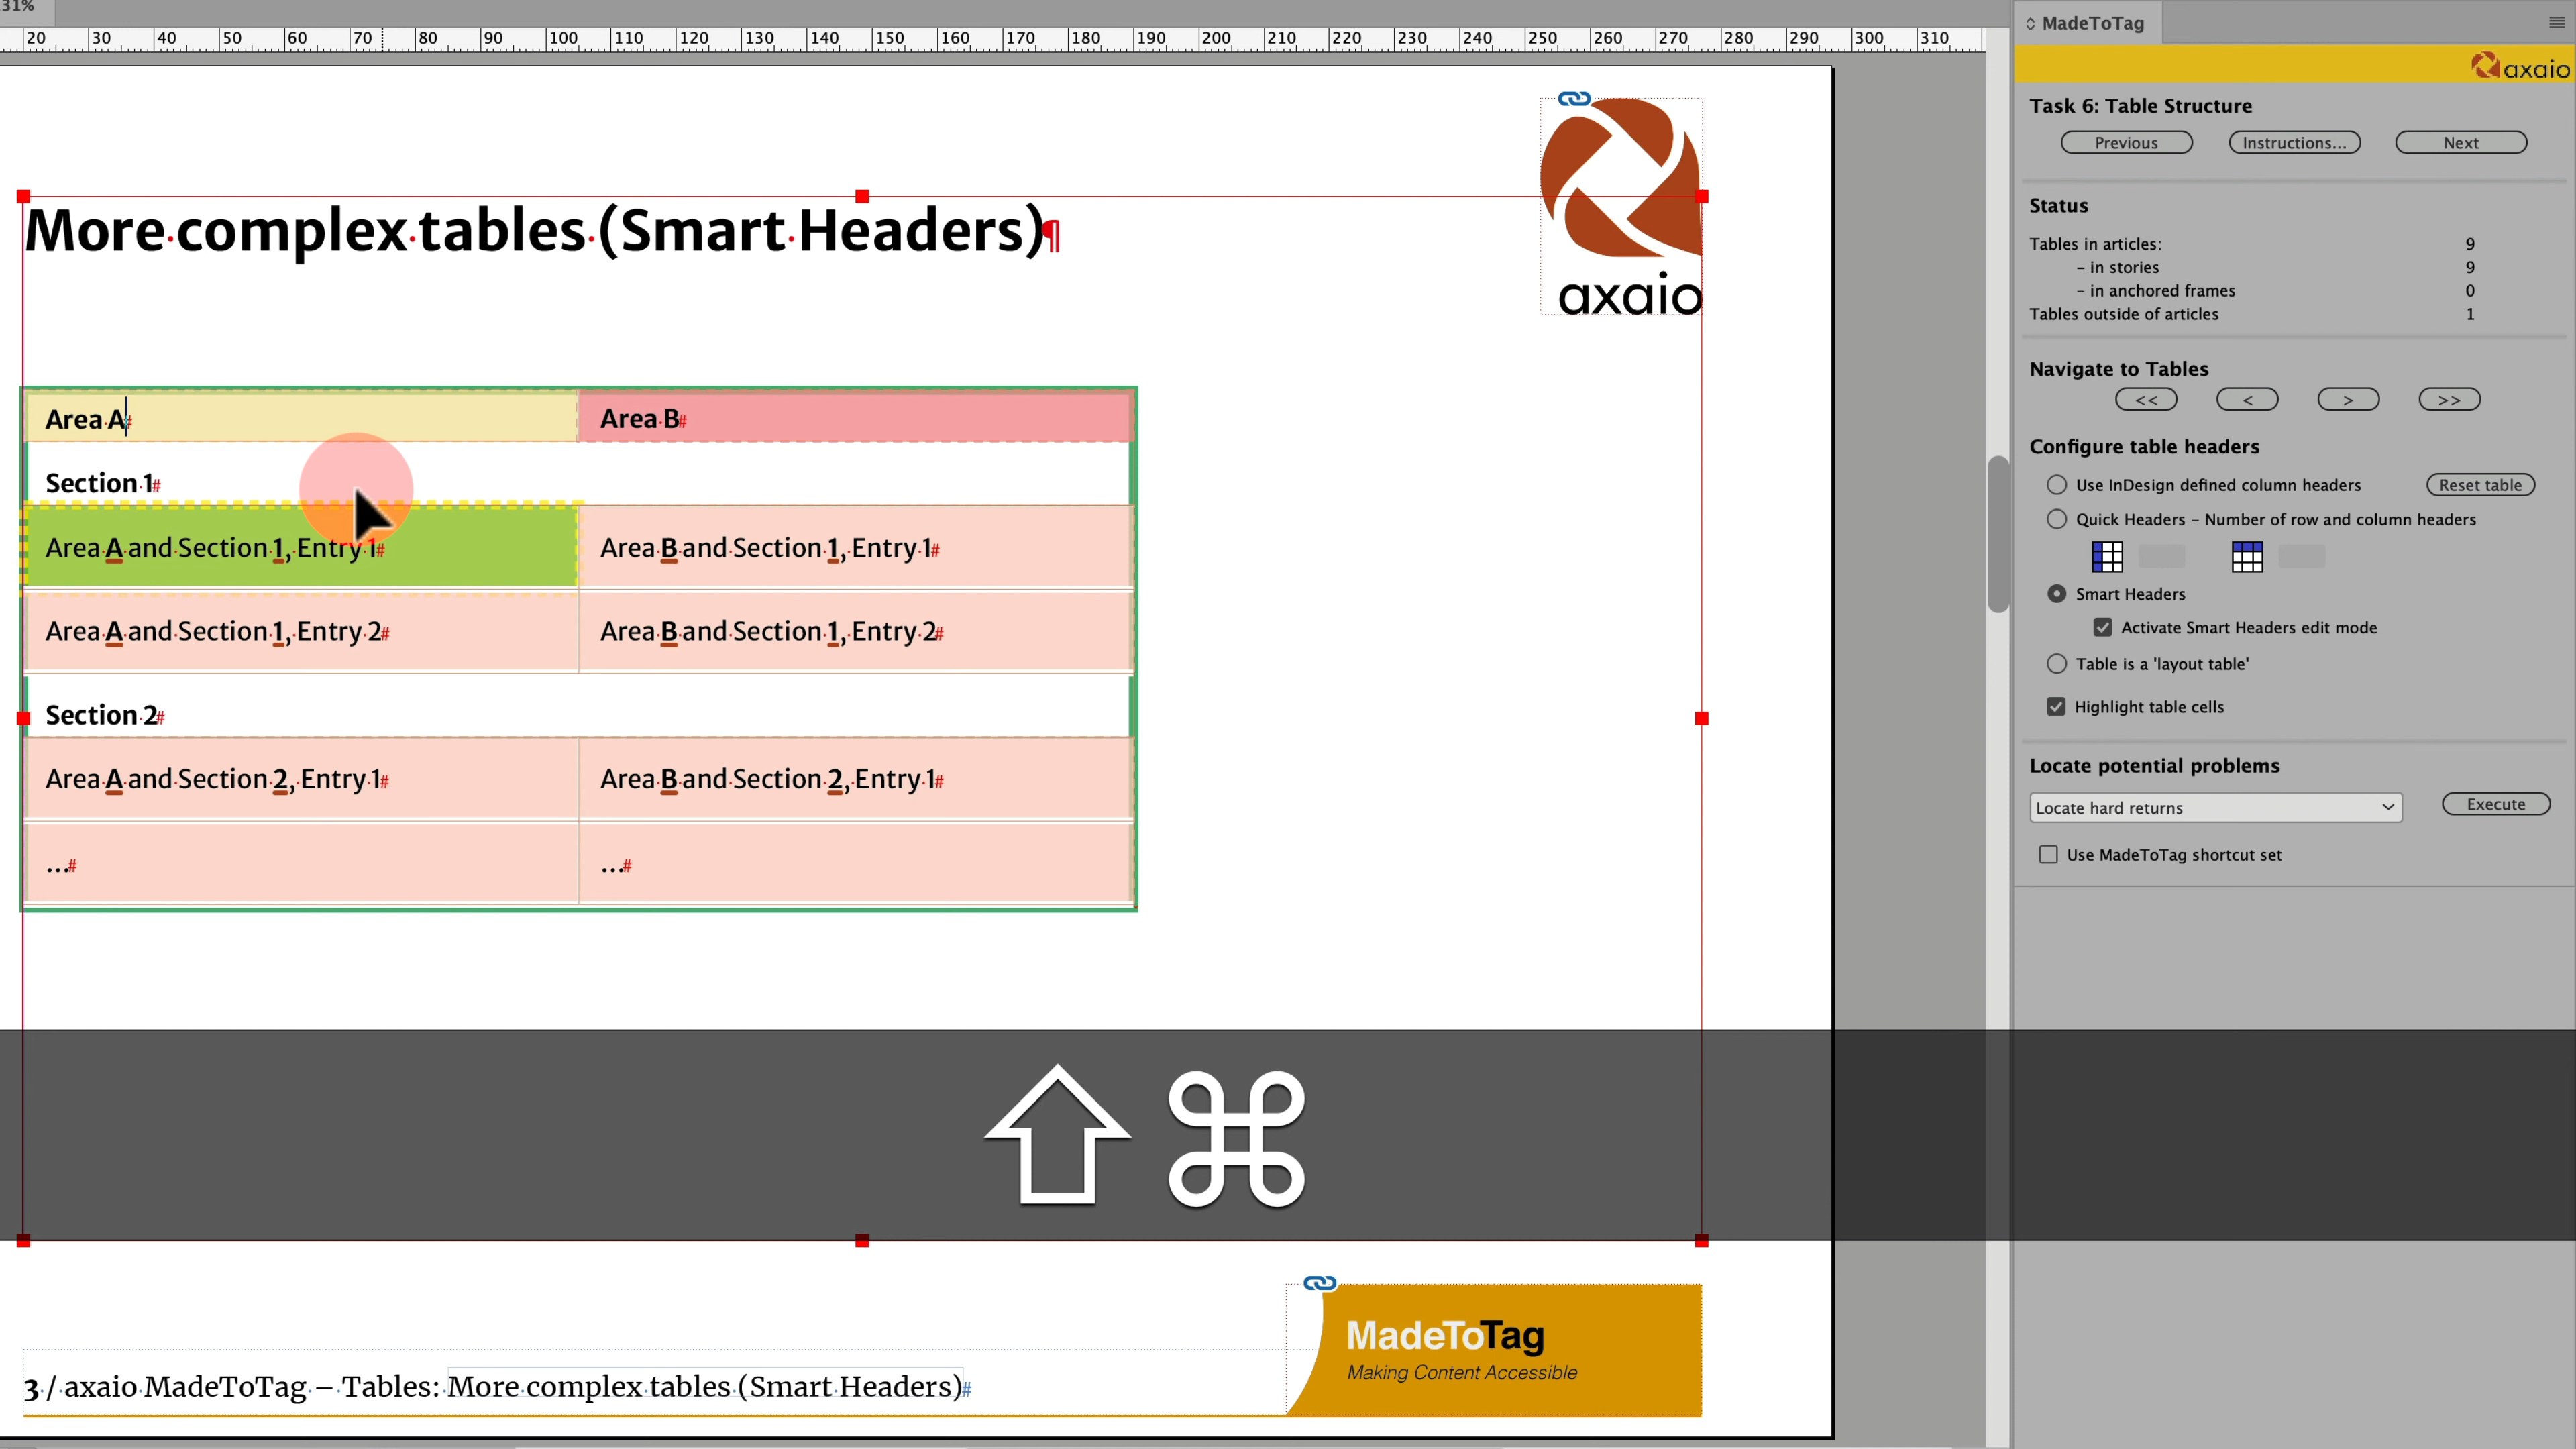 31%
20 30 40 50 60 70 80 90 100 110 120 130 140 150 160 170 180 190 200 210 220 230 240 250 260 270 280 290 300 310
More complex tables (Smart Headers)¶
axaio
Area A# Area B#
Section 1#
Area A and Section 1, Entry 1# Area B and Section 1, Entry 1#
Area A and Section 1, Entry 2# Area B and Section 1, Entry 2#
Section 2#
Area A and Section 2, Entry 1# Area B and Section 2, Entry 1#
...# ...#
MadeToTag
Making Content Accessible
3 / axaio MadeToTag – Tables: More complex tables (Smart Headers)#
MadeToTag
axaio
Task 6: Table Structure
Previous Instructions... Next
Status
Tables in articles: 9
– in stories 9
– in anchored frames 0
Tables outside of articles 1
Navigate to Tables
<< < > >>
Configure table headers
Use InDesign defined column headers Reset table
Quick Headers – Number of row and column headers
Smart Headers
Activate Smart Headers edit mode
Table is a 'layout table'
Highlight table cells
Locate potential problems
Locate hard returns Execute
Use MadeToTag shortcut set